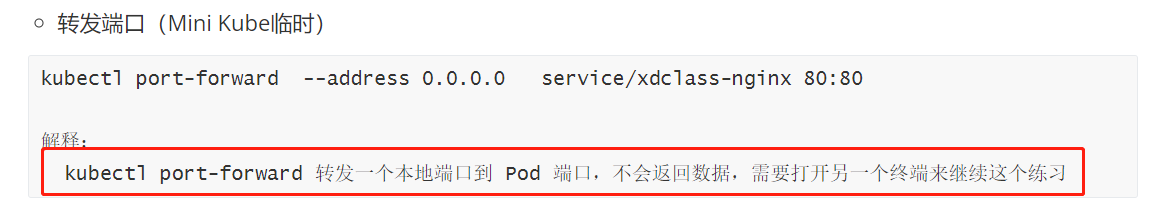 转发端口（Mini Kube临时）
kubectl port-forward  --address 0.0.0.0   service/xdclass-nginx 80:80
解释：
kubectl port-forward 转发一个本地端口到 Pod 端口，不会返回数据，需要打开另一个终端来继续这个练习